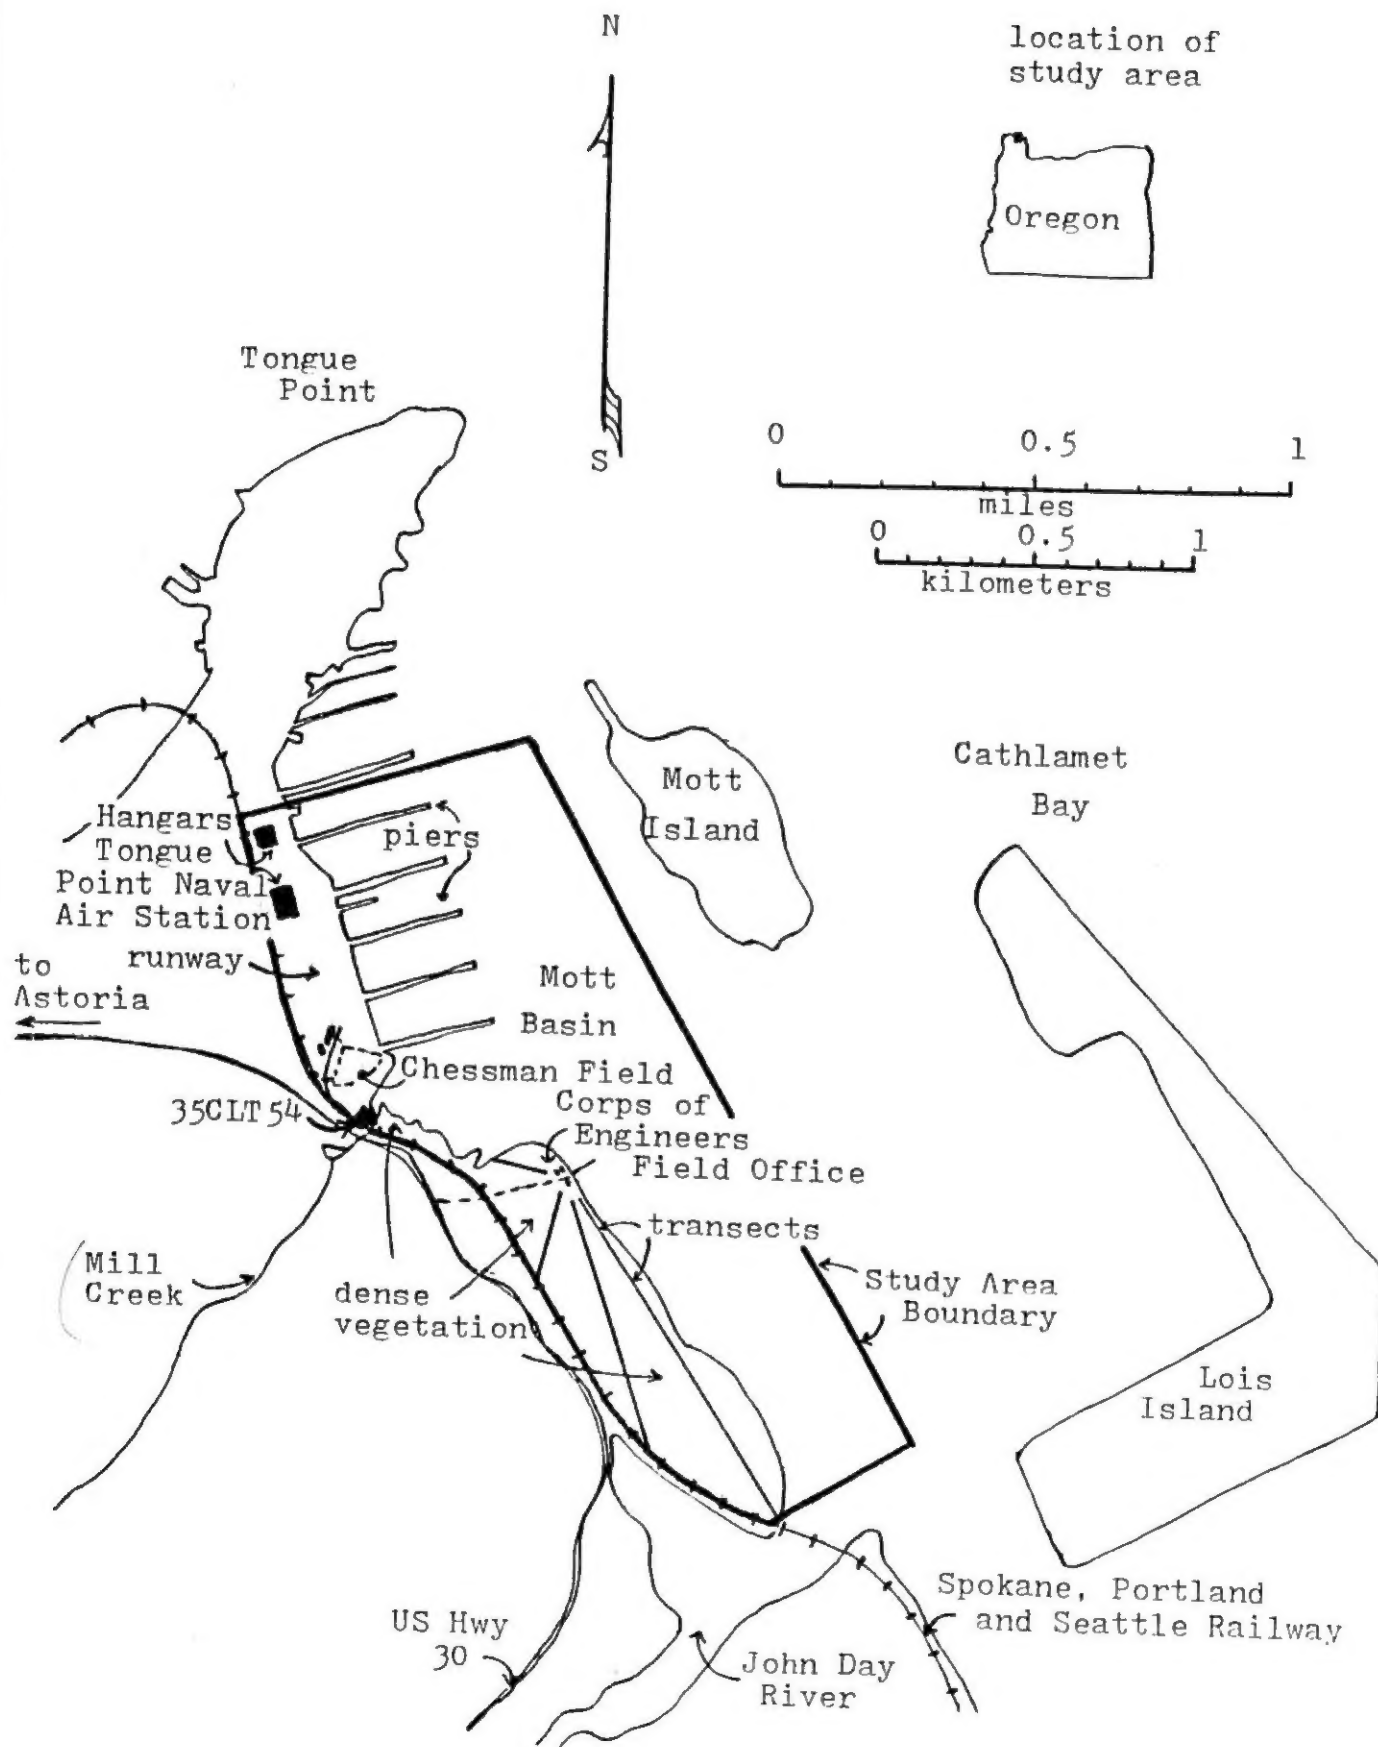 N
location of
study area
Oregon
Tongue
Point
S
0 0.5 1
miles
0 0.5 1
kilometers
Mott
Island
Cathlamet
Bay
Hangars
Tongue
Point Naval
Air Station
piers
runway
to
Astoria
Mott
Basin
Chessman Field
35CLT54
Corps of
Engineers
Field Office
transects
Mill
Creek
dense
vegetation
Study Area
Boundary
Lois
Island
Spokane, Portland
and Seattle Railway
US Hwy
30
John Day
River